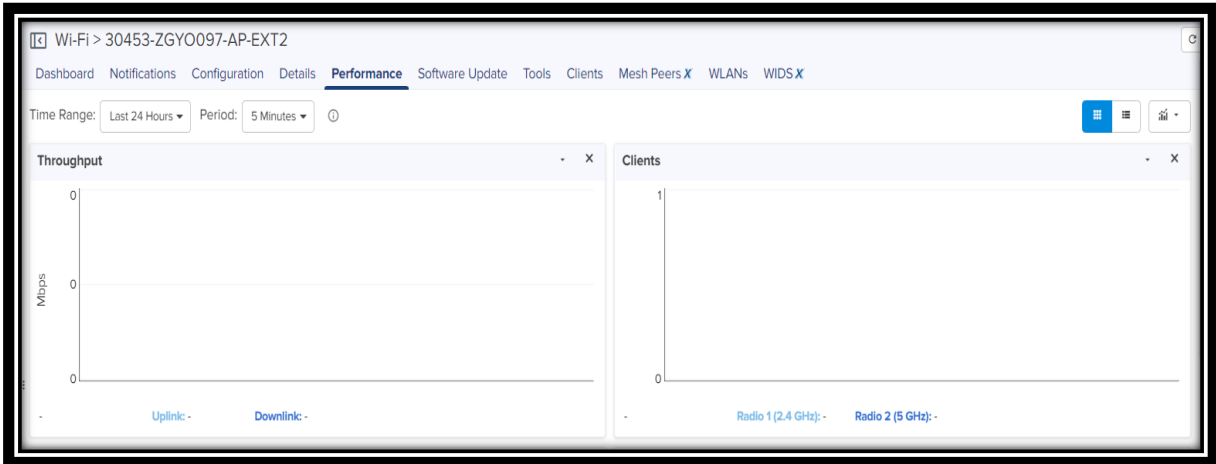 Wi-Fi > 30453-ZGYO097-AP-EXT2
Dashboard Notifications Configuration Details Performance Software Update Tools Clients Mesh Peers X WLANs WIDS X
Time Range: Last 24 Hours Period: 5 Minutes
Throughput
0
0
0
Mbps
- Uplink: - Downlink: -
Clients
1
0
- Radio 1 (2.4 GHz): - Radio 2 (5 GHz): -